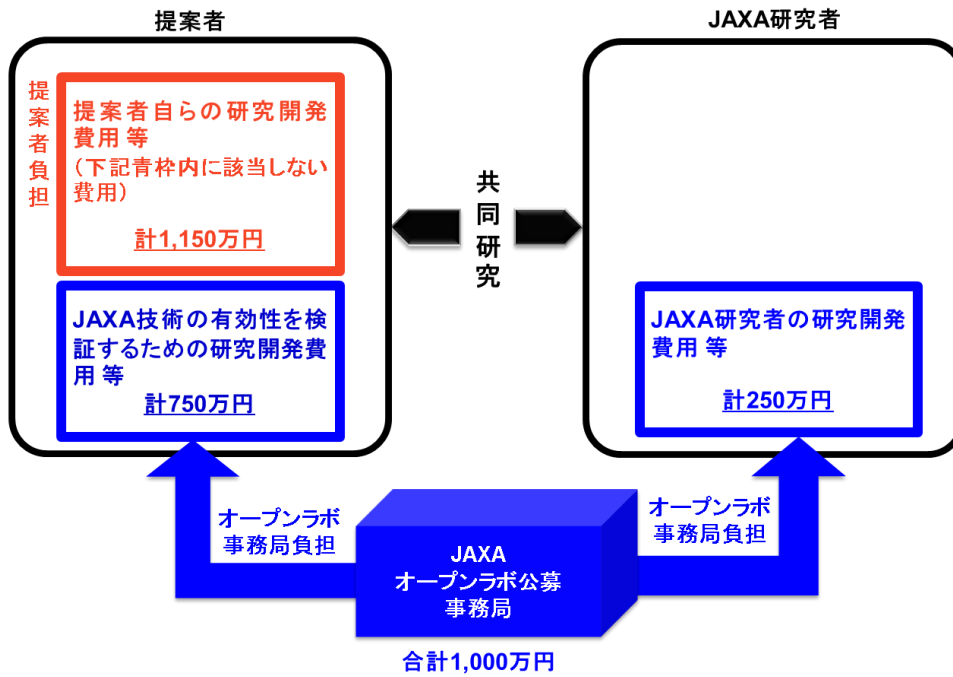 提案者
JAXA研究者
提案者負担
提案者自らの研究開発
費用 等
(下記青枠内に該当しない
費用)
計1,150万円
JAXA技術の有効性を検
証するための研究開発費
用 等
計750万円
共同研究
JAXA研究者の研究開発
費用 等
計250万円
オープンラボ
事務局負担
オープンラボ
事務局負担
JAXA
オープンラボ公募
事務局
合計1,000万円